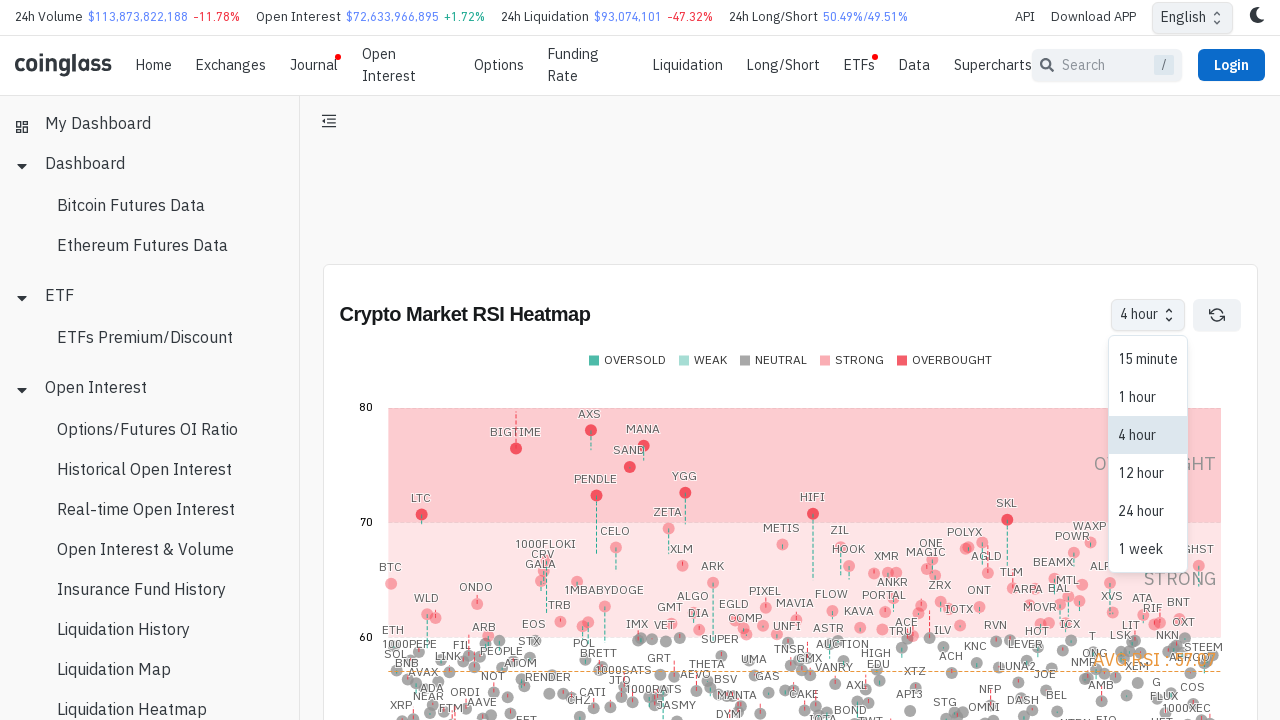 24h Volume $113,873,822,188 -11.78% Open Interest $72,633,966,895 +1.72% 24h Liquidation $93,074,101 -47.32% 24h Long/Short 50.49%/49.51% API Download APP English
coinglass Home Exchanges Journal Open Interest Options Funding Rate Liquidation Long/Short ETFs Data Supercharts Search / Login
My Dashboard
Dashboard
Bitcoin Futures Data
Ethereum Futures Data
ETF
ETFs Premium/Discount
Open Interest
Options/Futures OI Ratio
Historical Open Interest
Real-time Open Interest
Open Interest & Volume
Insurance Fund History
Liquidation History
Liquidation Map
Liquidation Heatmap
Crypto Market RSI Heatmap
4 hour
15 minute
1 hour
4 hour
12 hour
24 hour
1 week
OVERSOLD WEAK NEUTRAL STRONG OVERBOUGHT
80
AXS
BIGTIME MANA
SAND
PENDLE YGG
LTC HIFI SKL
70
ZETA METIS ZIL POLYX WAXP
CELO POWR
1000FLOKI XLM HOOK ONE
CRV XMR MAGIC AGLD
GALA BEAMX
BTC ARK TLM STRONG
ONDO 1MBABYDOGE PIXEL ANKR ZRX ONT ARPA BAL MTL
WLD TRB ALGO FLOW PORTAL XVS ATA
GMT EGLD MAVIA KAVA IOTX MOVR RIF BNT
EOS IMX VET DIA COMP UNFI ACE RVN ICX LIT OXT
ETH ARB ASTR TRU ILV HOT
60
1000PEPE FIL STX POL SUPER AUCTION KNC LEVER T LSK NKN STEEM
SOL LINK PEOPLE BRETT GRT TNSR HIGH ACH ONG
BNB ATOM UMA GMX EDU LUNA2 NMR XEM
AVAX NOT RENDER 1000SATS THETA GAS VANRY XTZ JOE
ADA ORDI CATI JTO AEVO BSV AXL NFP AMB G COS
NEAR AAVE CHZ 1000RATS MANTA CAKE API3 STG DASH BEL FLUX
XRP JASMY DYM BOND OMNI 1000XEC